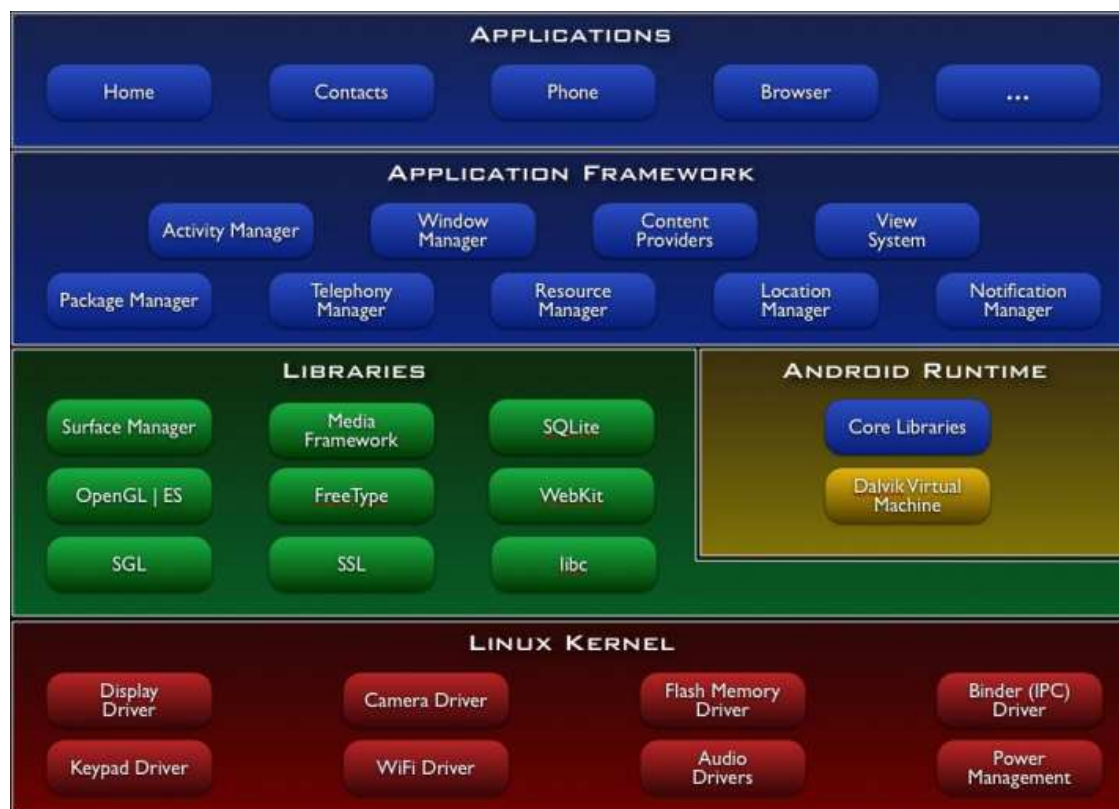 APPLICATIONS
Home
Contacts
Phone
Browser
...
APPLICATION FRAMEWORK
Activity Manager
Window
Manager
Content
Providers
View
System
Package Manager
Telephony
Manager
Resource
Manager
Location
Manager
Notification
Manager
LIBRARIES
Surface Manager
Media
Framework
SQLite
OpenGL | ES
FreeType
WebKit
SGL
SSL
libc
ANDROID RUNTIME
Core Libraries
Dalvik Virtual
Machine
LINUX KERNEL
Display
Driver
Camera Driver
Flash Memory
Driver
Binder (IPC)
Driver
Keypad Driver
WiFi Driver
Audio
Drivers
Power
Management